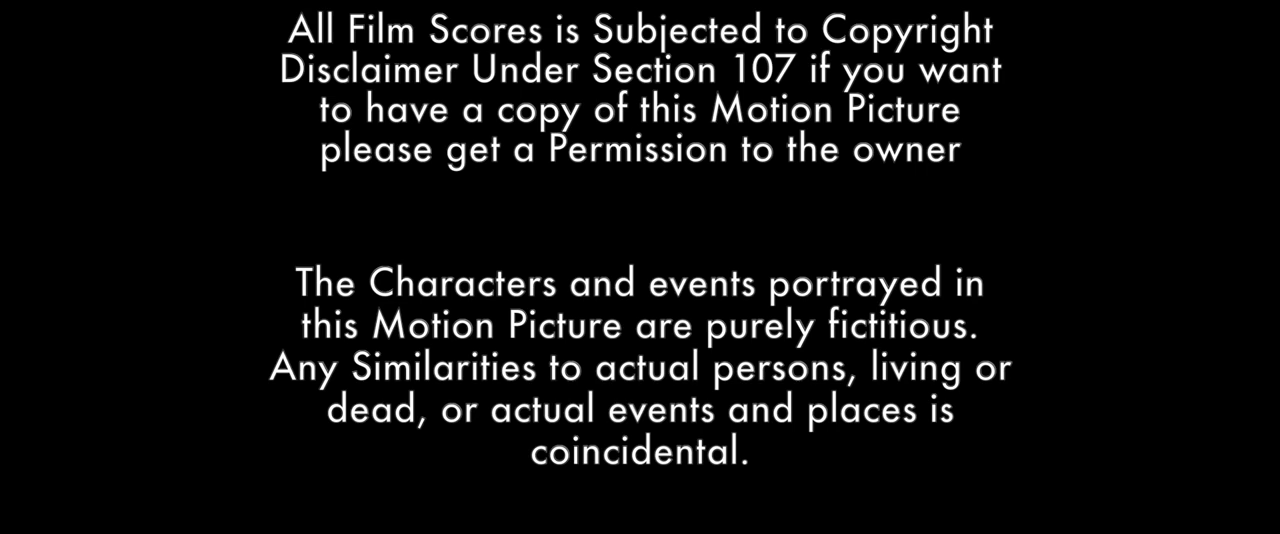 All Film Scores is Subjected to Copyright
Disclaimer Under Section 107 if you want
to have a copy of this Motion Picture
please get a Permission to the owner
The Characters and events portrayed in
this Motion Picture are purely fictitious.
Any Similarities to actual persons, living or
dead, or actual events and places is
coincidental.